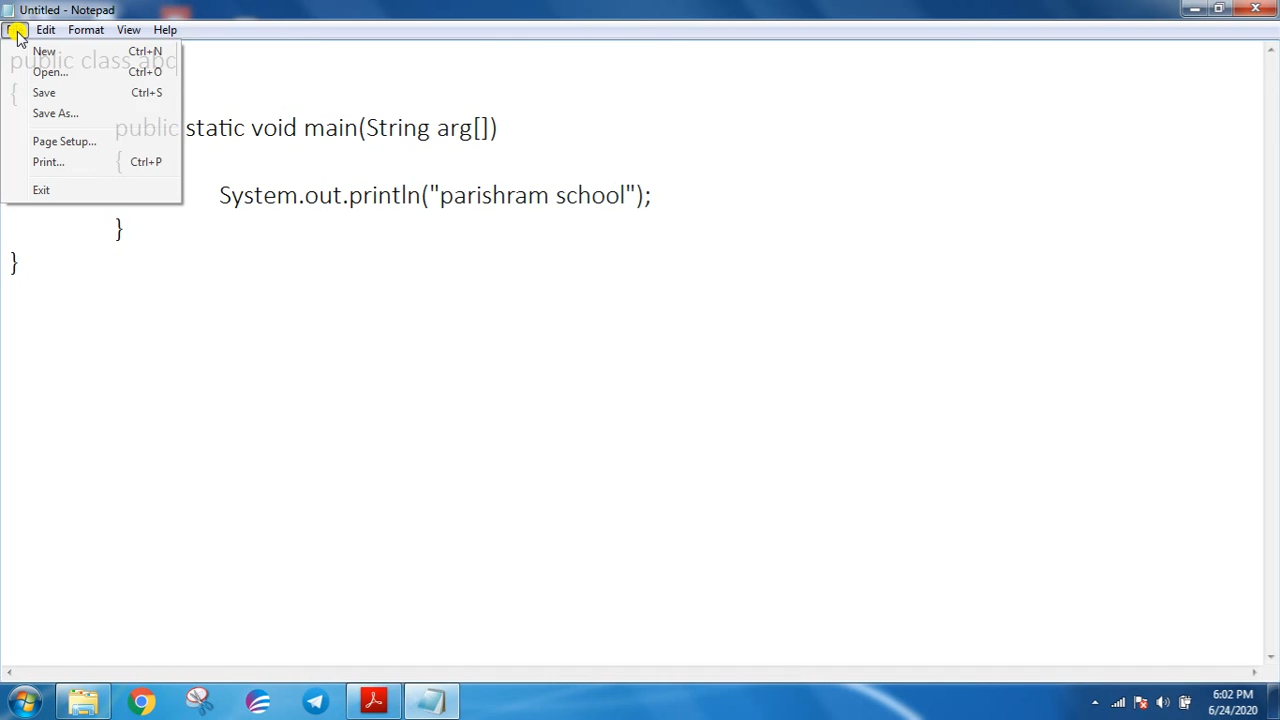 Untitled - Notepad
Edit Format View Help
New Ctrl+N
public class abc
Open... Ctrl+O
{
Save Ctrl+S
Save As...
public static void main(String arg[])
Page Setup...
{
Print... Ctrl+P
Exit
System.out.println("parishram school");
}
}
6:02 PM
6/24/2020